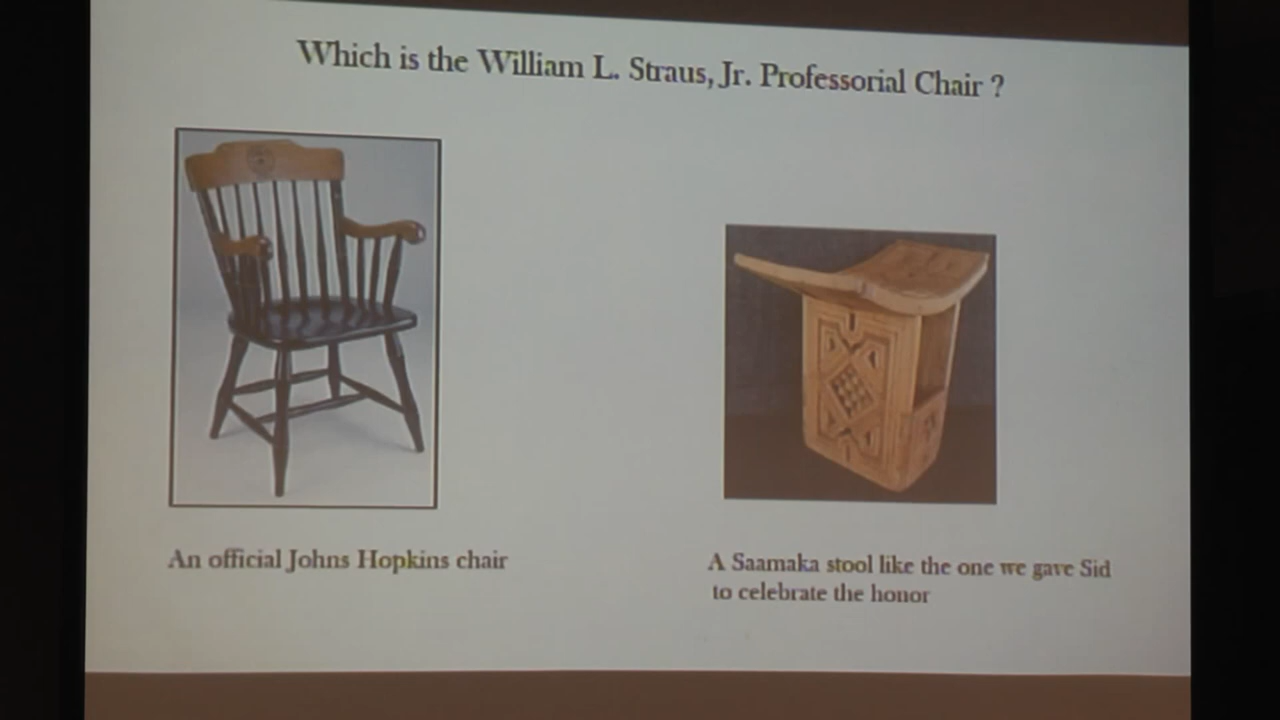 Which is the William L. Straus, Jr. Professorial Chair ?
An official Johns Hopkins chair
A Saamaka stool like the one we gave Sid
to celebrate the honor